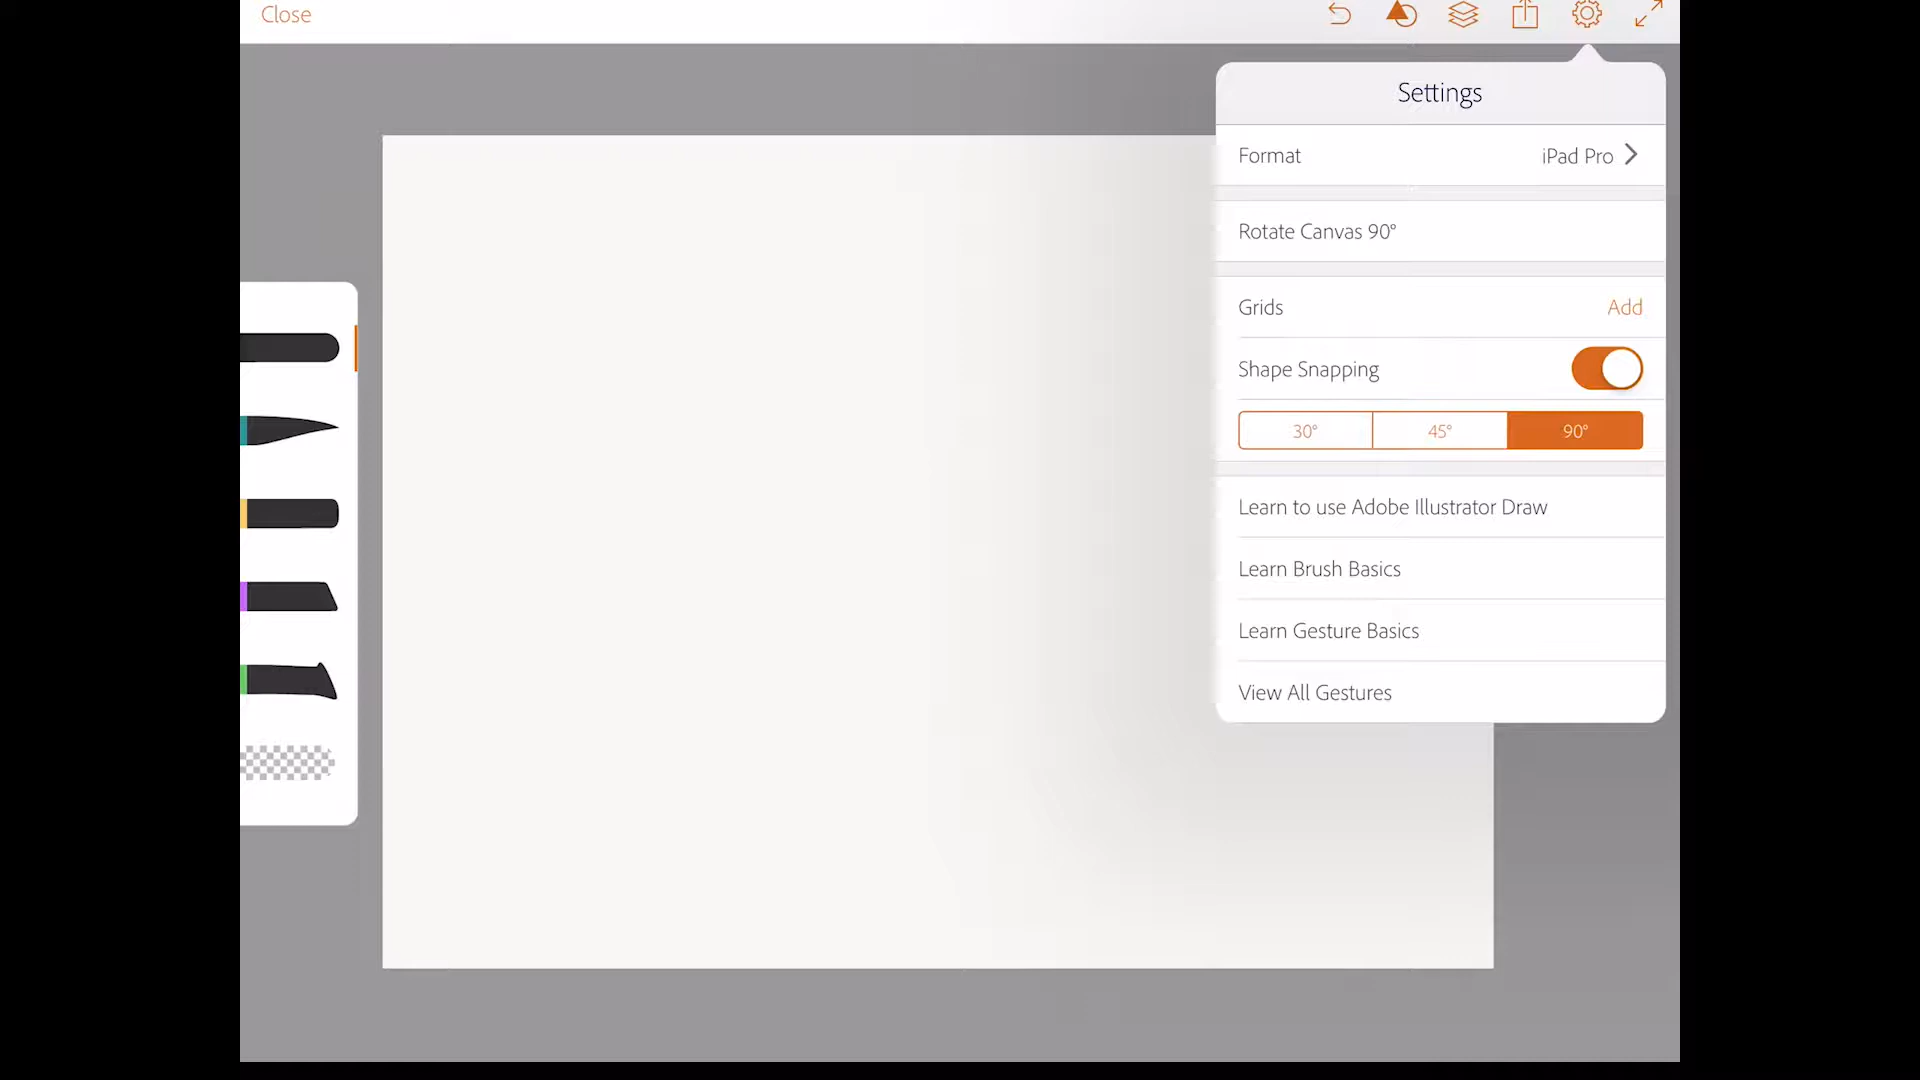 Close
Settings
Format iPad Pro
Rotate Canvas 90°
Grids Add
Shape Snapping
30° 45° 90°
Learn to use Adobe Illustrator Draw
Learn Brush Basics
Learn Gesture Basics
View All Gestures